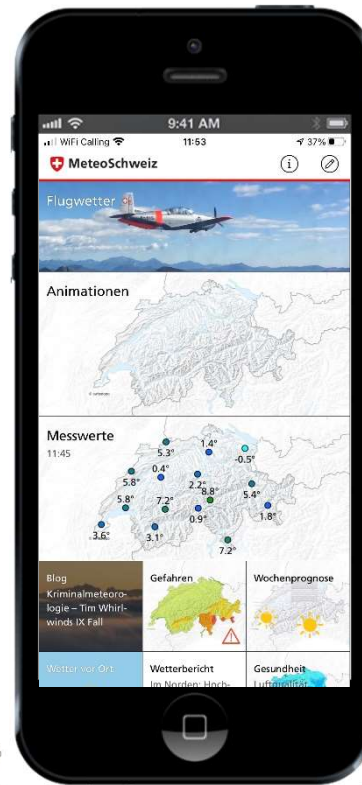 9:41 AM
WiFi Calling 11:53 37%
MeteoSchweiz
Flugwetter
Animationen
Messwerte
11:45
5.3°
1.4°
-0.5°
5.8°
0.4°
2.2°
5.4°
5.8°
7.2°
8.8°
0.9°
1.8°
3.6°
3.1°
7.2°
Blog
Kriminalmeteoro-
logie – Tim Whirl-
winds IX Fall
Gefahren
Wochenprognose
Wetter vor Ort
Wetterbericht
Im Norden: Hoch-
Gesundheit
Luftqualität